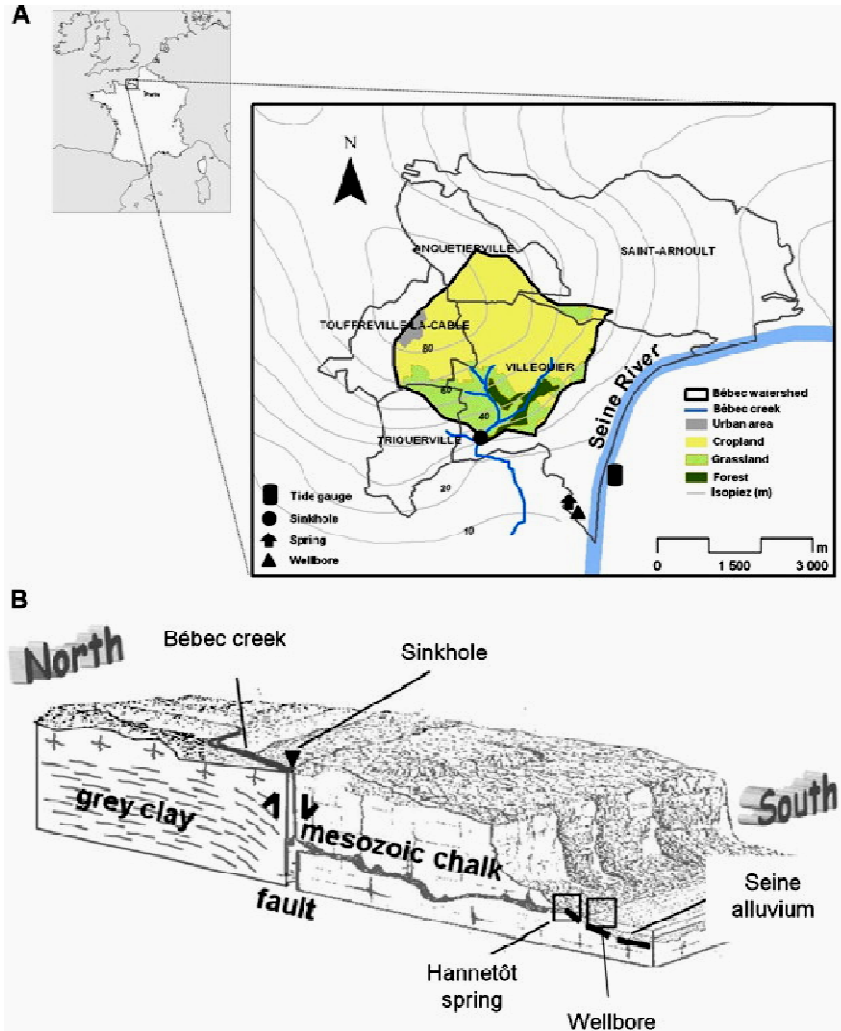 A
N
ANQUETIERVILLE
SAINT-ARNOULT
TOUFFREVILLE-LA-CABLE
80
VILLEQUIER
60
40
TRIQUERVILLE
20
10
Seine River
Bébec watershed
Bébec creek
Urban area
Cropland
Grassland
Forest
Isopiez (m)
Tide gauge
Sinkhole
Spring
Wellbore
m
0 1 500 3 000
B
North
Bébec creek
Sinkhole
grey clay
mesozoic chalk
fault
South
Seine
alluvium
Hannetôt
spring
Wellbore